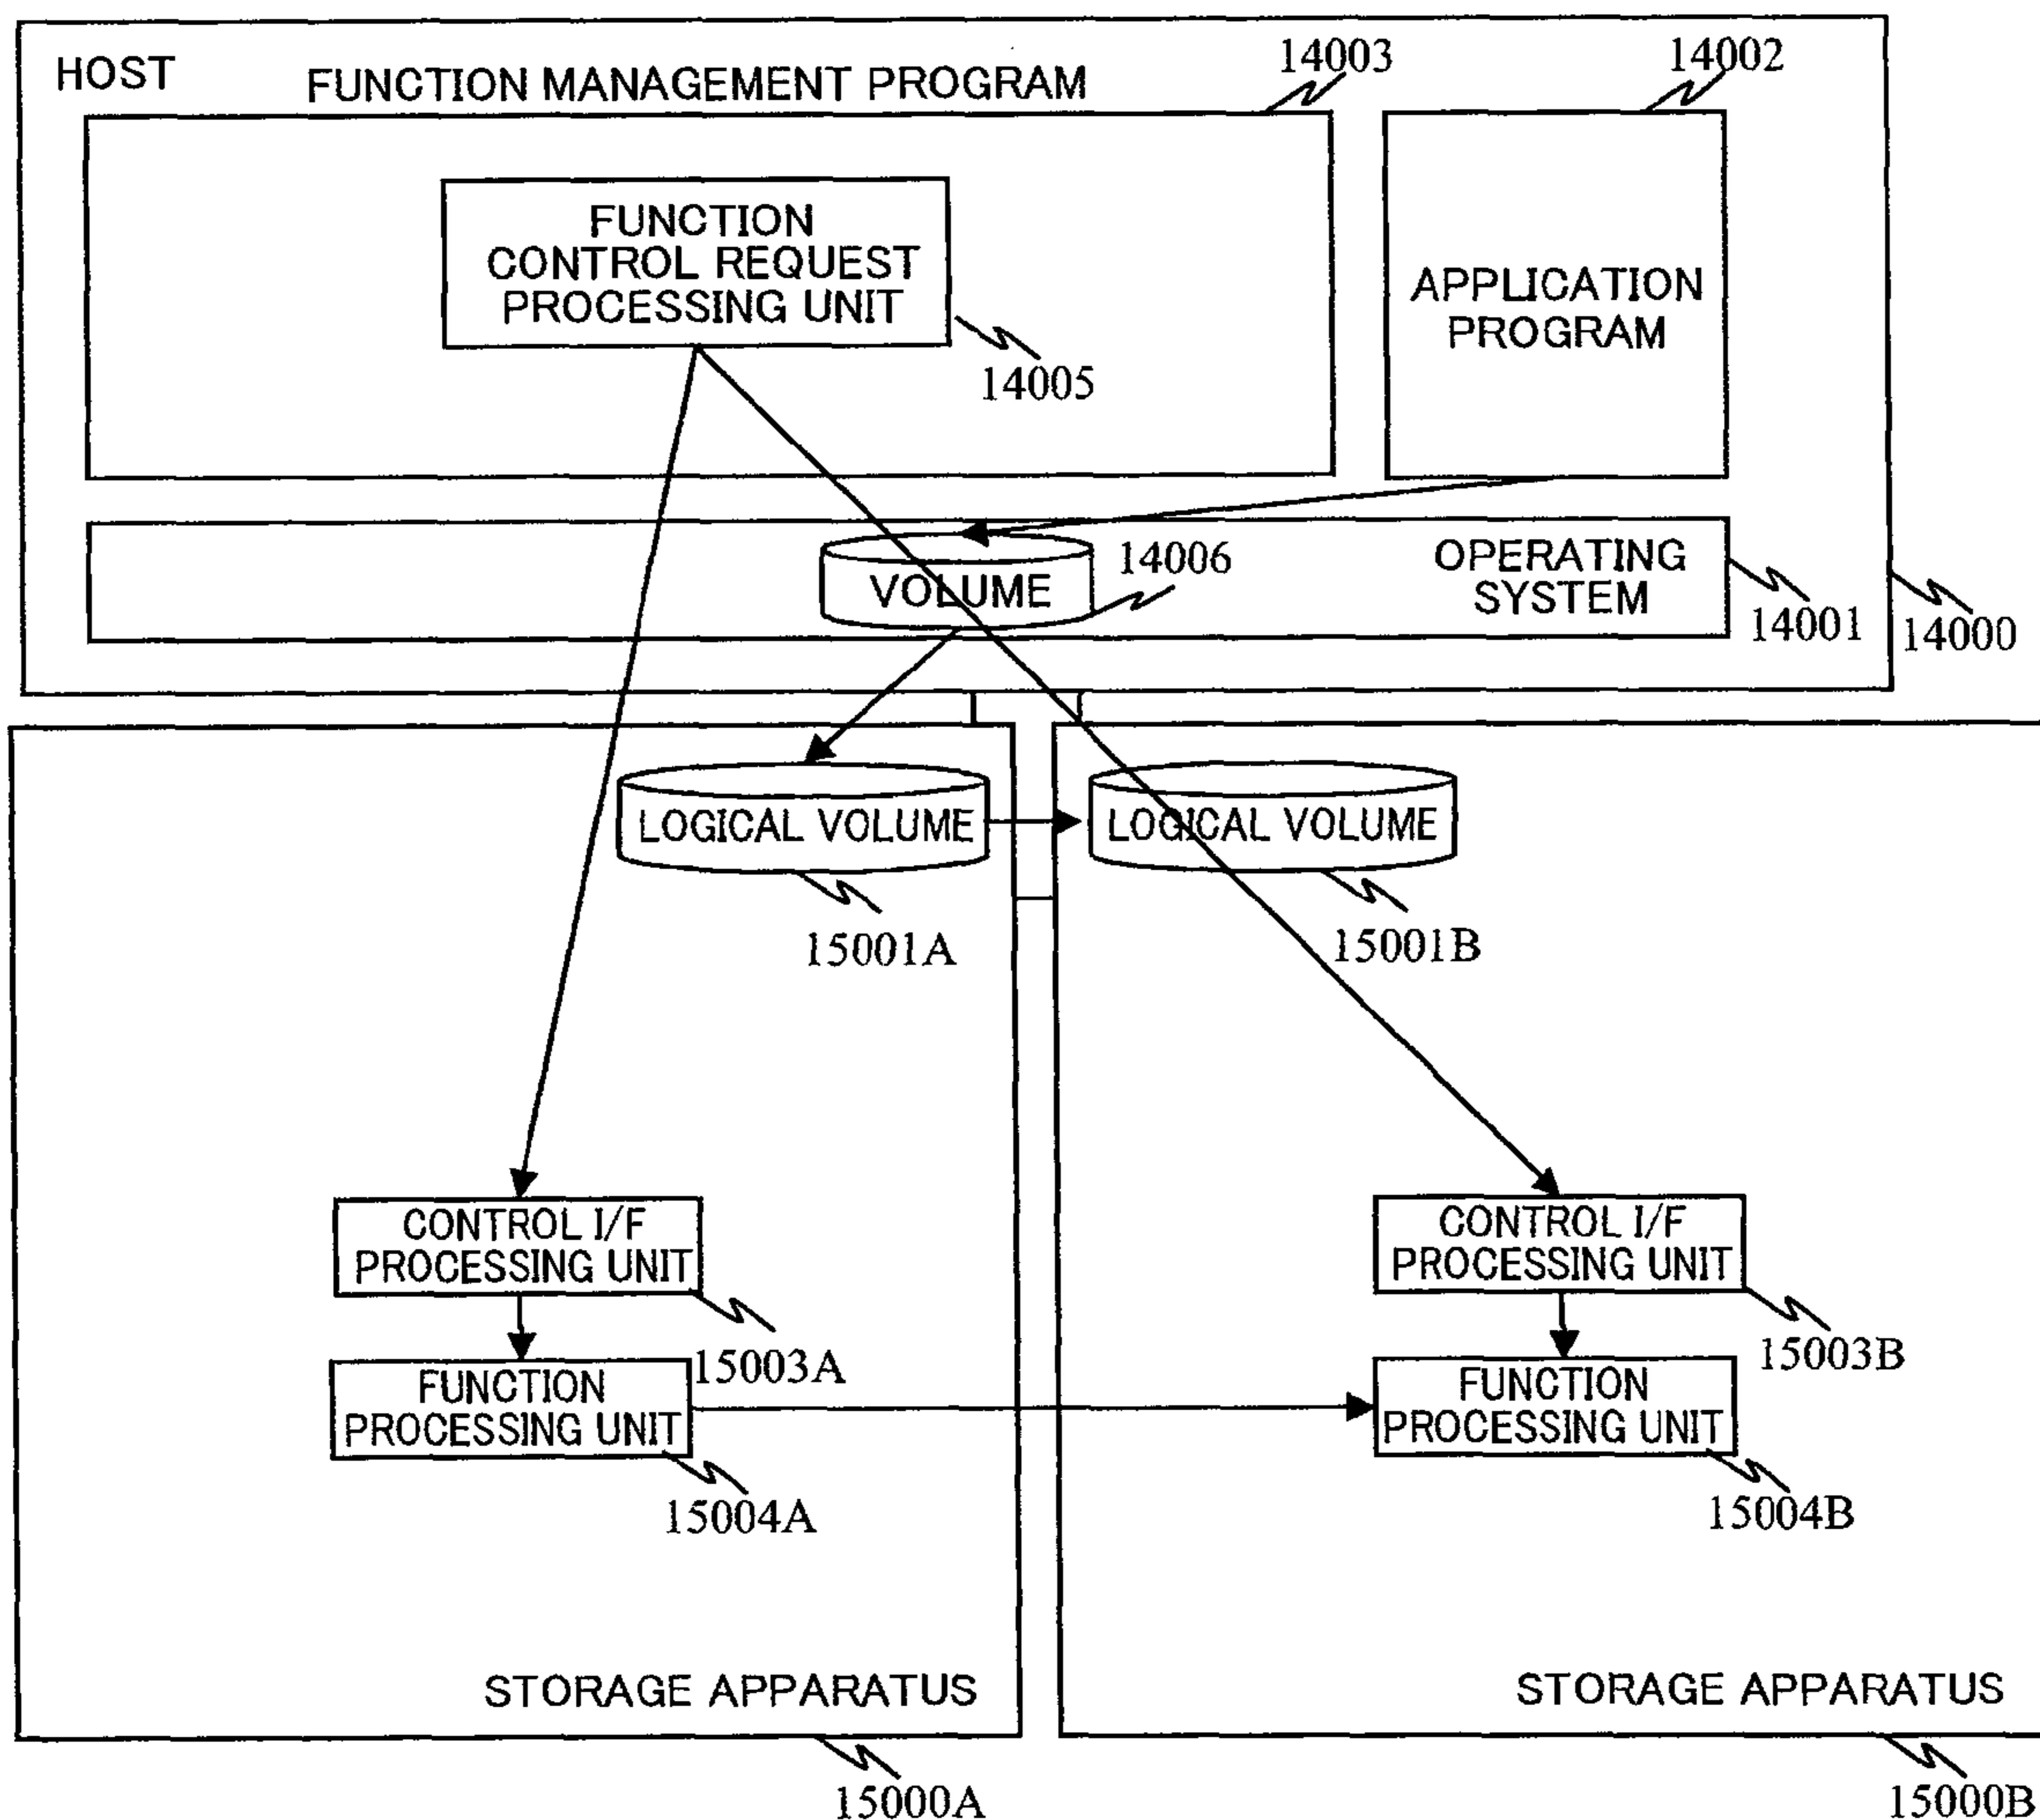 HOST
FUNCTION MANAGEMENT PROGRAM
14003
14002
FUNCTION
CONTROL REQUEST
PROCESSING UNIT
14005
APPLICATION
PROGRAM
VOLUME
14006
OPERATING
SYSTEM
14001
14000
LOGICAL VOLUME
15001A
LOGICAL VOLUME
15001B
CONTROL I/F
PROCESSING UNIT
15003A
FUNCTION
PROCESSING UNIT
15004A
CONTROL I/F
PROCESSING UNIT
15003B
FUNCTION
PROCESSING UNIT
15004B
STORAGE APPARATUS
15000A
STORAGE APPARATUS
15000B